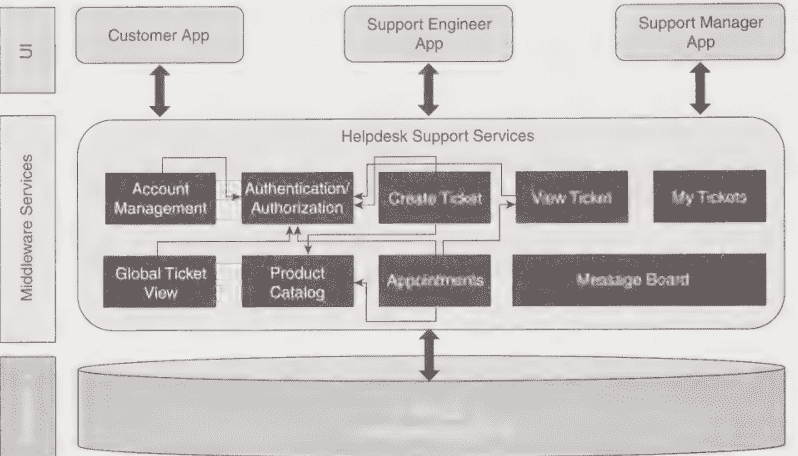 UI
Customer App
Support Engineer
App
Support Manager
App
Middleware Services
Helpdesk Support Services
Account
Management
Authentication/
Authorization
Create Ticket
View Ticket
My Tickets
Global Ticket
View
Product
Catalog
Appointments
Message Board